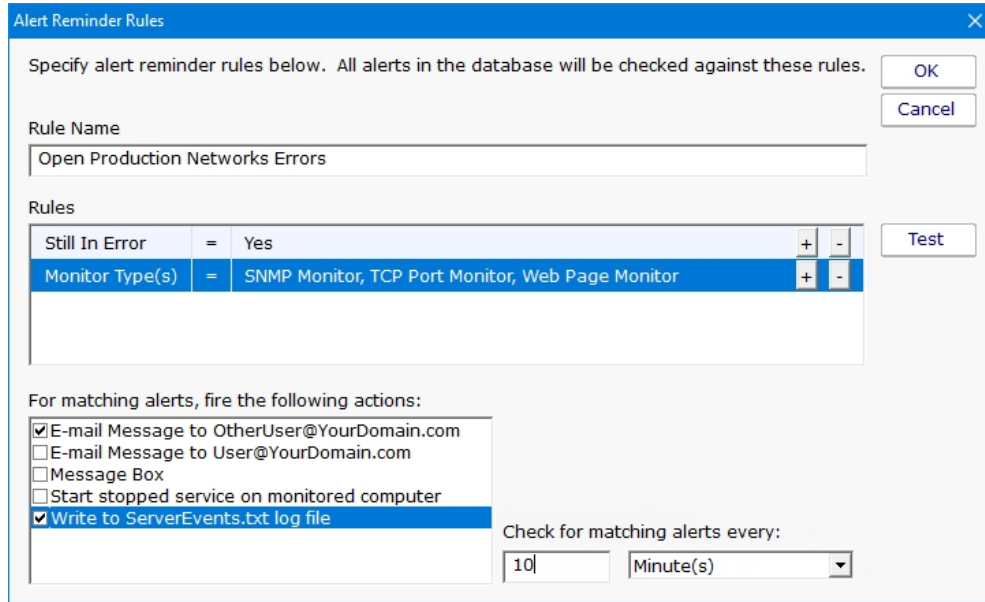 Alert Reminder Rules
Specify alert reminder rules below. All alerts in the database will be checked against these rules.
OK
Cancel
Rule Name
Open Production Networks Errors
Rules
Still In Error = Yes + -
Test
Monitor Type(s) = SNMP Monitor, TCP Port Monitor, Web Page Monitor + -
For matching alerts, fire the following actions:
E-mail Message to OtherUser@YourDomain.com
E-mail Message to User@YourDomain.com
Message Box
Start stopped service on monitored computer
Write to ServerEvents.txt log file
Check for matching alerts every:
10 Minute(s)